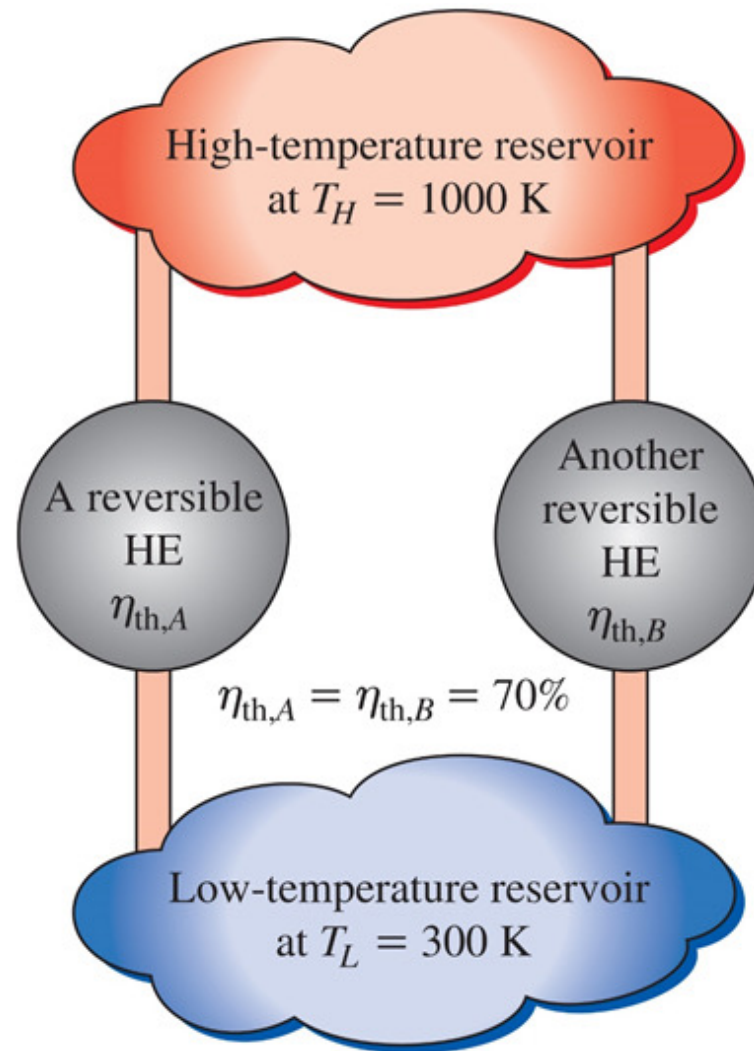 High-temperature reservoir
at T_H = 1000 K
A reversible
HE
η_th,A
Another
reversible
HE
η_th,B
η_th,A = η_th,B = 70%
Low-temperature reservoir
at T_L = 300 K